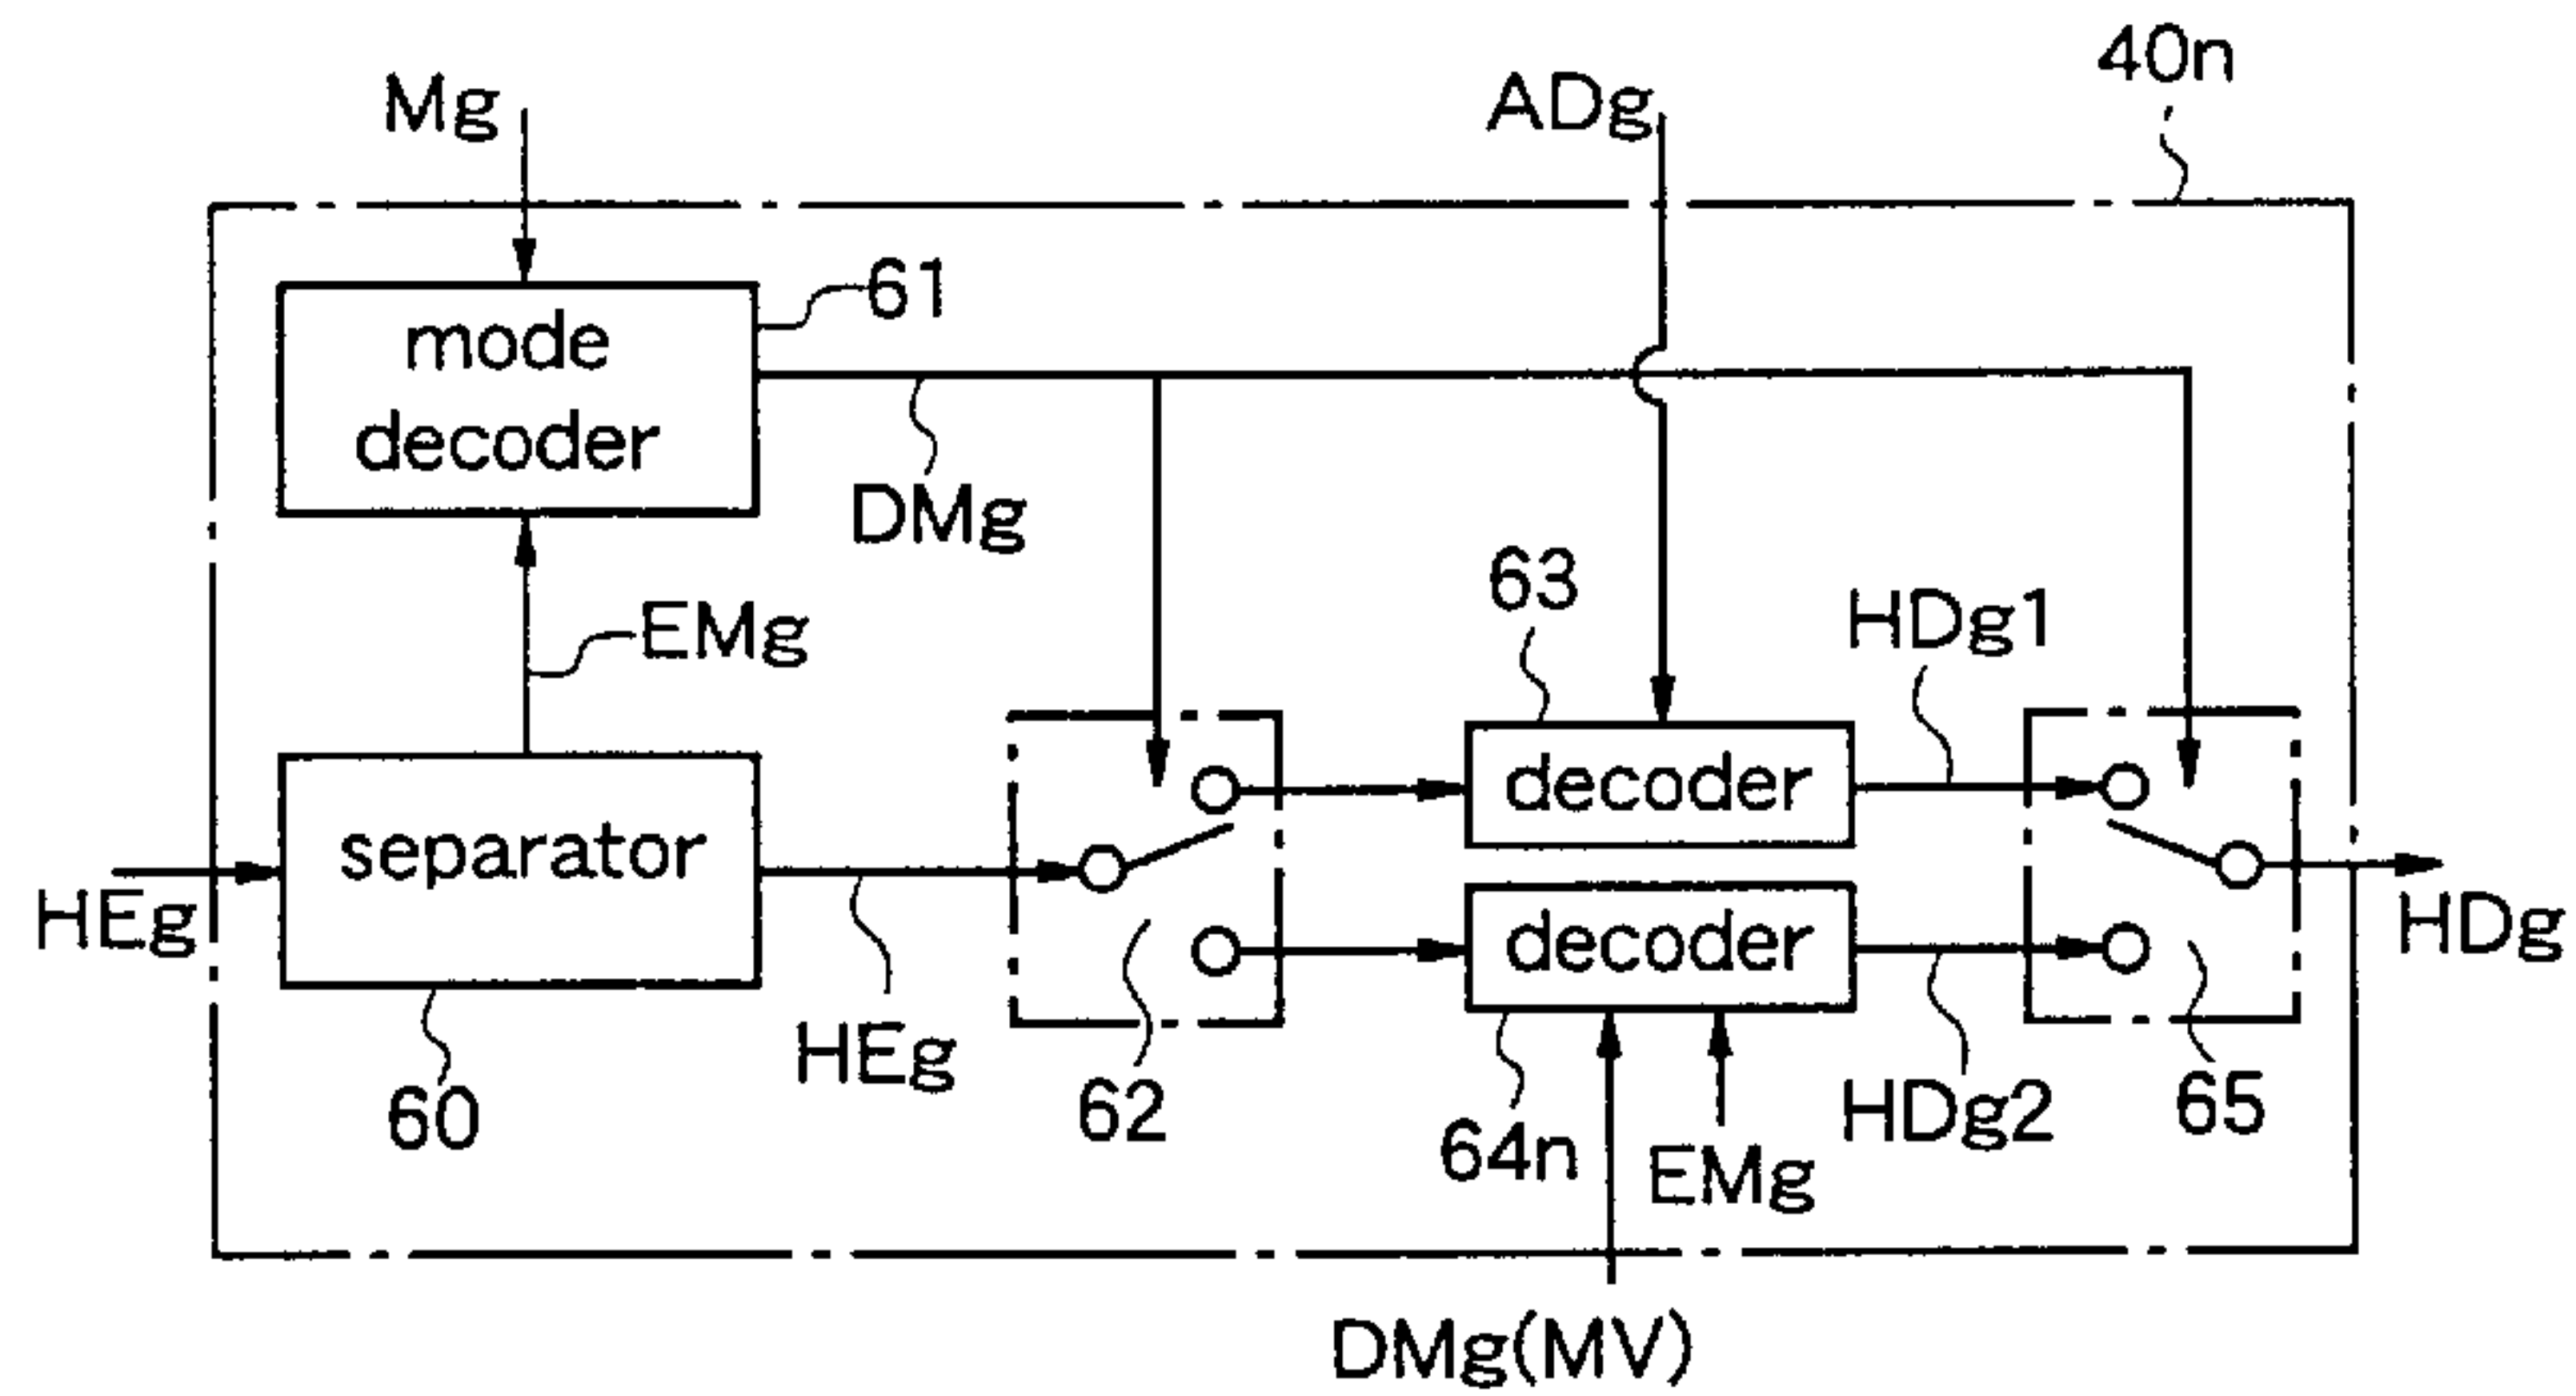 40n
Mg
ADg
61
mode
decoder
DMg
63
HDg1
EMg
decoder
separator
HEg
HDg
decoder
HEg
62
60
64n
EMg
HDg2
65
DMg(MV)